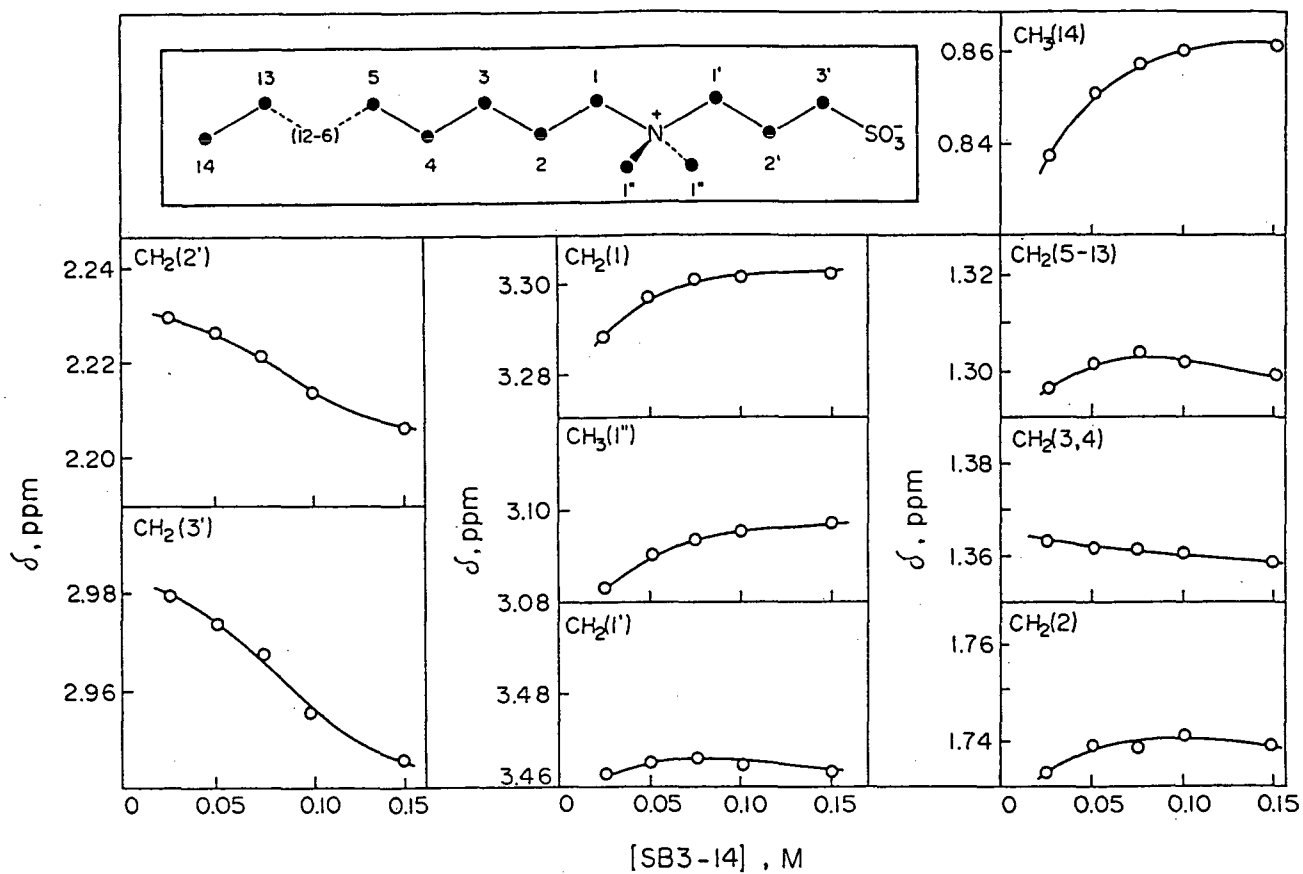 13 5 3 1 1' 3'
(12-6) + N SO₃⁻
14 4 2 1" 1" 2'
CH₃(14)
0.86
0.84
CH₂(2')
2.24
2.22
2.20
CH₂(3')
2.98
2.96
δ, ppm
0 0.05 0.10 0.15
CH₂(1)
3.30
3.28
CH₃(1")
3.10
3.08
CH₂(1')
3.48
3.46
δ, ppm
0 0.05 0.10 0.15
CH₂(5-13)
1.32
1.30
CH₂(3,4)
1.38
1.36
CH₂(2)
1.76
1.74
δ, ppm
0 0.05 0.10 0.15
[SB3-14] , M